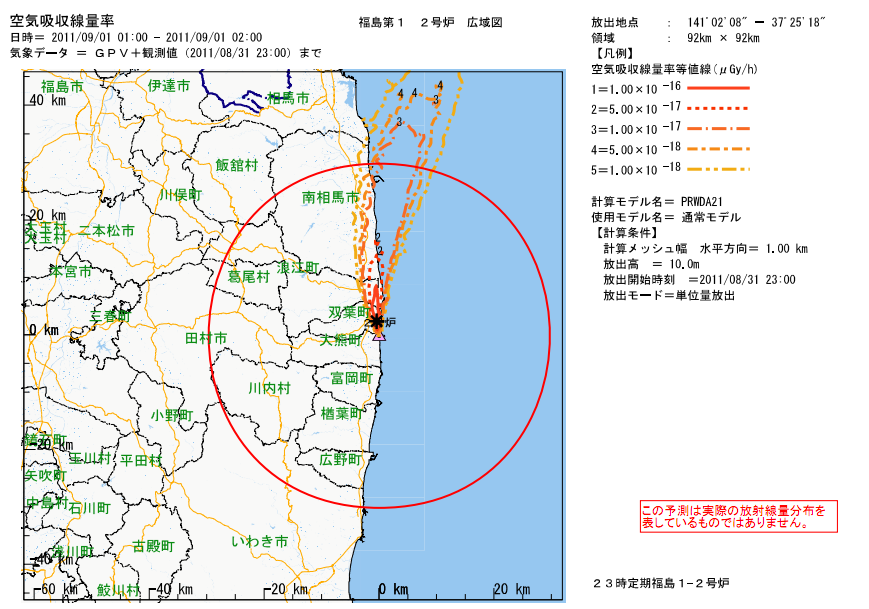 空気吸収線量率
福島第１　２号炉　広域図
日時＝ 2011/09/01 01:00 － 2011/09/01 02:00
気象データ ＝ ＧＰＶ＋観測値 (2011/08/31 23:00) まで
放出地点　：　141ﾟ02′08″ － 37ﾟ25′18″
領域　：　92km × 92km
【凡例】
空気吸収線量率等値線(μGy/h)
1=1.00×10 -16
2=5.00×10 -17
3=1.00×10 -17
4=5.00×10 -18
5=1.00×10 -18
計算モデル名＝ PRWDA21
使用モデル名＝ 通常モデル
【計算条件】
計算メッシュ幅　水平方向＝ 1.00 km
放出高　＝ 10.0m
放出開始時刻　＝2011/08/31 23:00
放出モード＝単位量放出
福島市
伊達市
相馬市
40 km
4 4 4
3
3
飯舘村
川俣町
南相馬市
20 km
大玉村
二本松市
2
2
本宮市
葛尾村
浪江町
三春町
双葉町
0 km
2 炉
田村市
大熊町
富岡町
川内村
小野町
楢葉町
鏡石町
-20 km
玉川村
平田村
広野町
矢吹町
中島村
石川町
浅川町
古殿町
いわき市
-40 km
鮫川村
-60 km
-40 km
-20 km
0 km
20 km
この予測は実際の放射線量分布を
表しているものではありません。
２３時定期福島１−２号炉